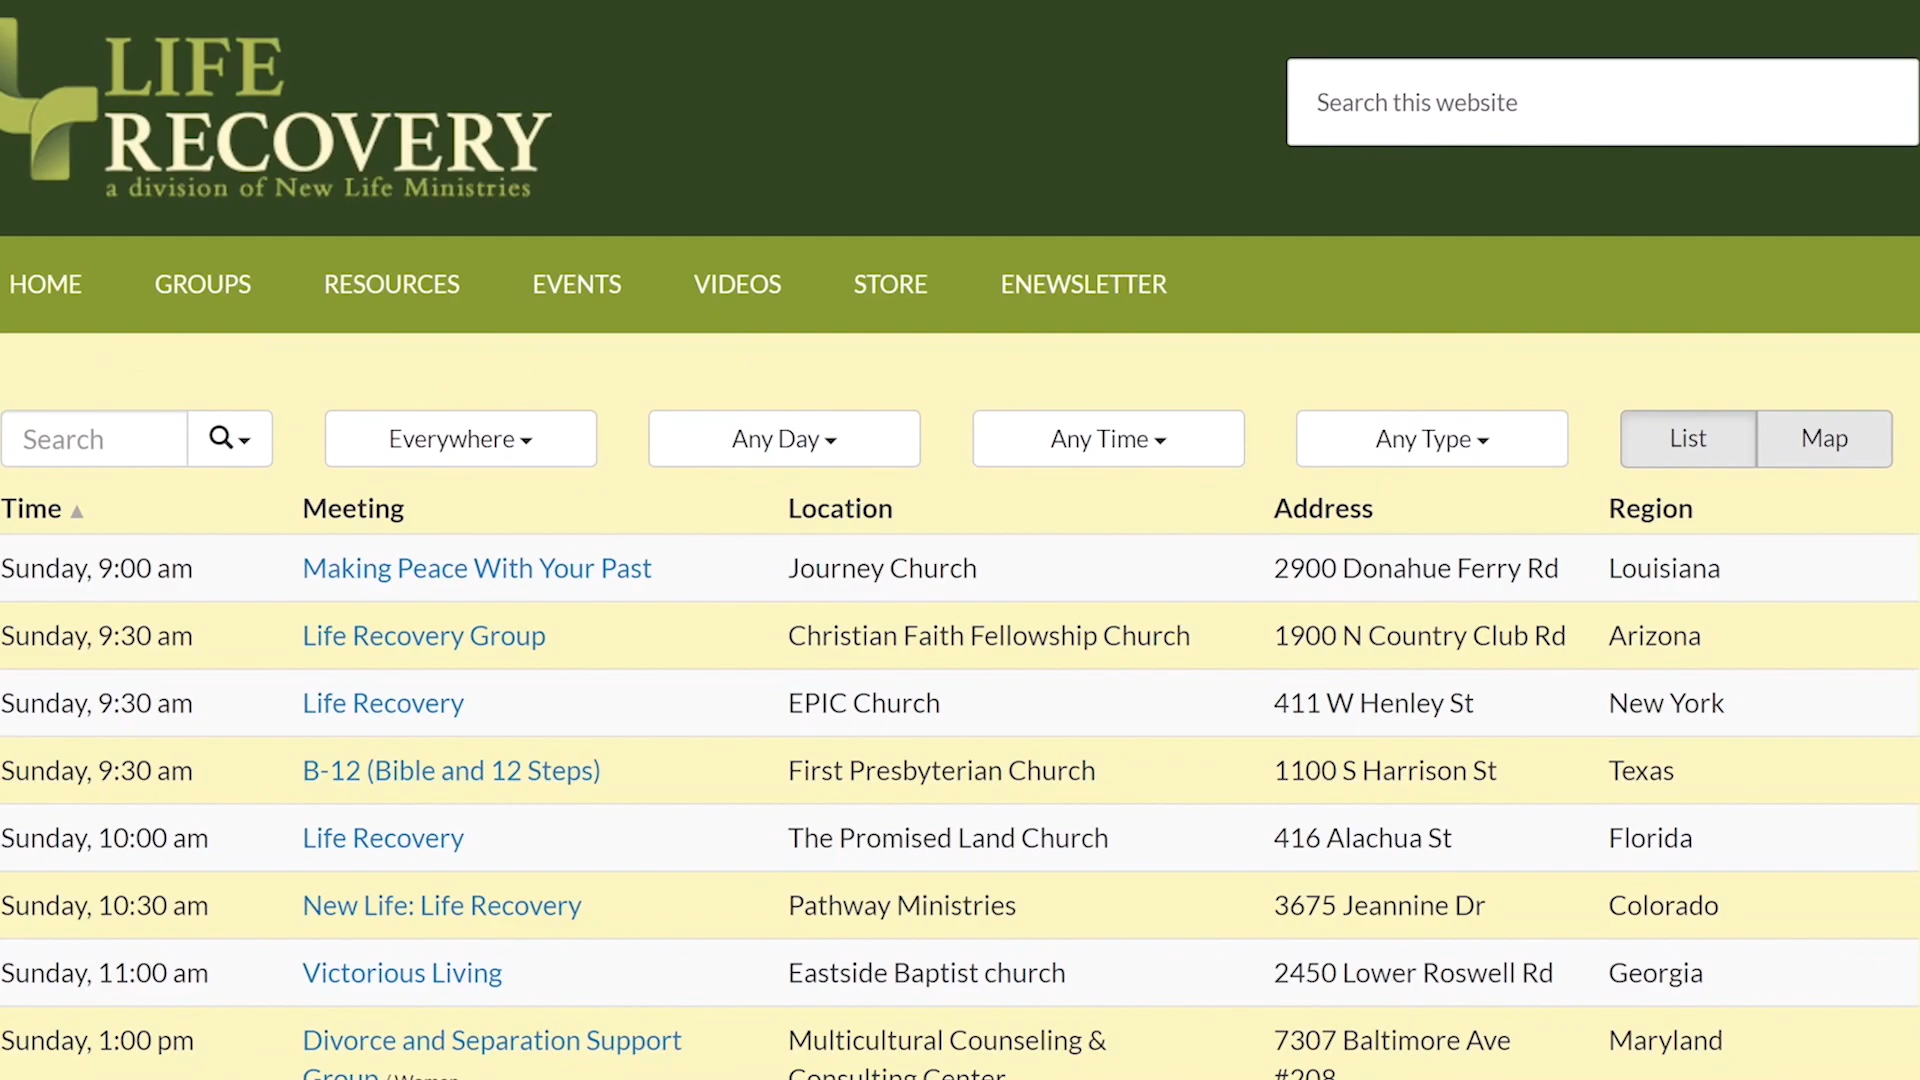 LIFE
RECOVERY
a division of New Life Ministries
Search this website
HOME GROUPS RESOURCES EVENTS VIDEOS STORE ENEWSLETTER
Search Everywhere Any Day Any Time Any Type List Map
Time Meeting Location Address Region
Sunday, 9:00 am Making Peace With Your Past Journey Church 2900 Donahue Ferry Rd Louisiana
Sunday, 9:30 am Life Recovery Group Christian Faith Fellowship Church 1900 N Country Club Rd Arizona
Sunday, 9:30 am Life Recovery EPIC Church 411 W Henley St New York
Sunday, 9:30 am B-12 (Bible and 12 Steps) First Presbyterian Church 1100 S Harrison St Texas
Sunday, 10:00 am Life Recovery The Promised Land Church 416 Alachua St Florida
Sunday, 10:30 am New Life: Life Recovery Pathway Ministries 3675 Jeannine Dr Colorado
Sunday, 11:00 am Victorious Living Eastside Baptist church 2450 Lower Roswell Rd Georgia
Sunday, 1:00 pm Divorce and Separation Support Multicultural Counseling & 7307 Baltimore Ave Maryland
Group / Women Consulting Center #208